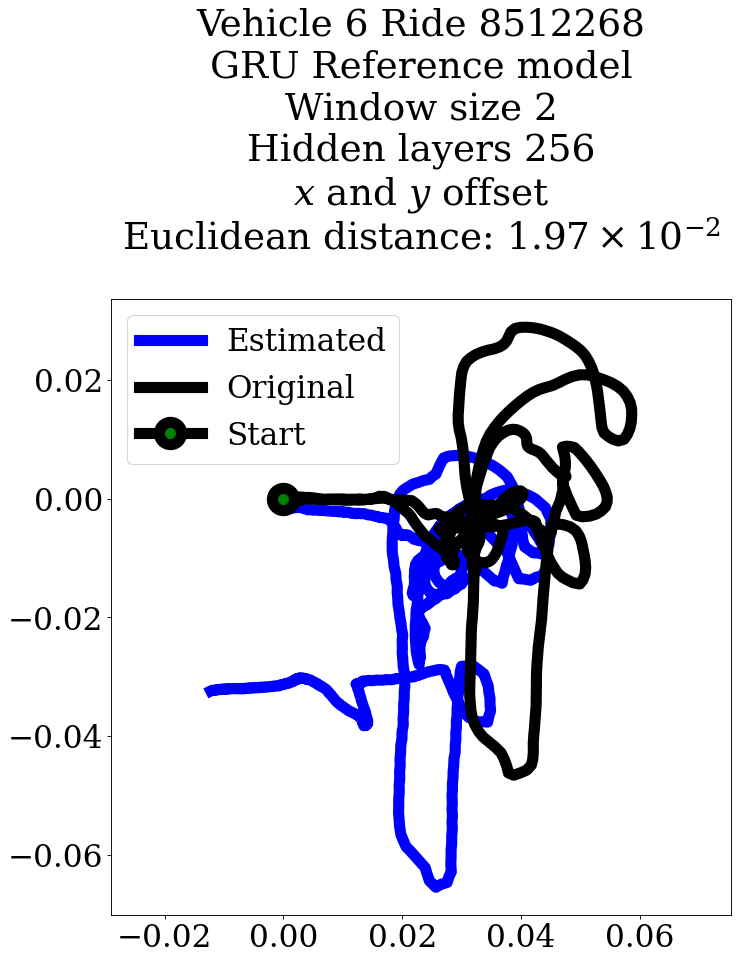 Vehicle 6 Ride 8512268
GRU Reference model
Window size 2
Hidden layers 256
x and y offset
Euclidean distance: 1.97 × 10⁻²
Estimated
Original
Start
0.02
0.00
−0.02
−0.04
−0.06
−0.02 0.00 0.02 0.04 0.06